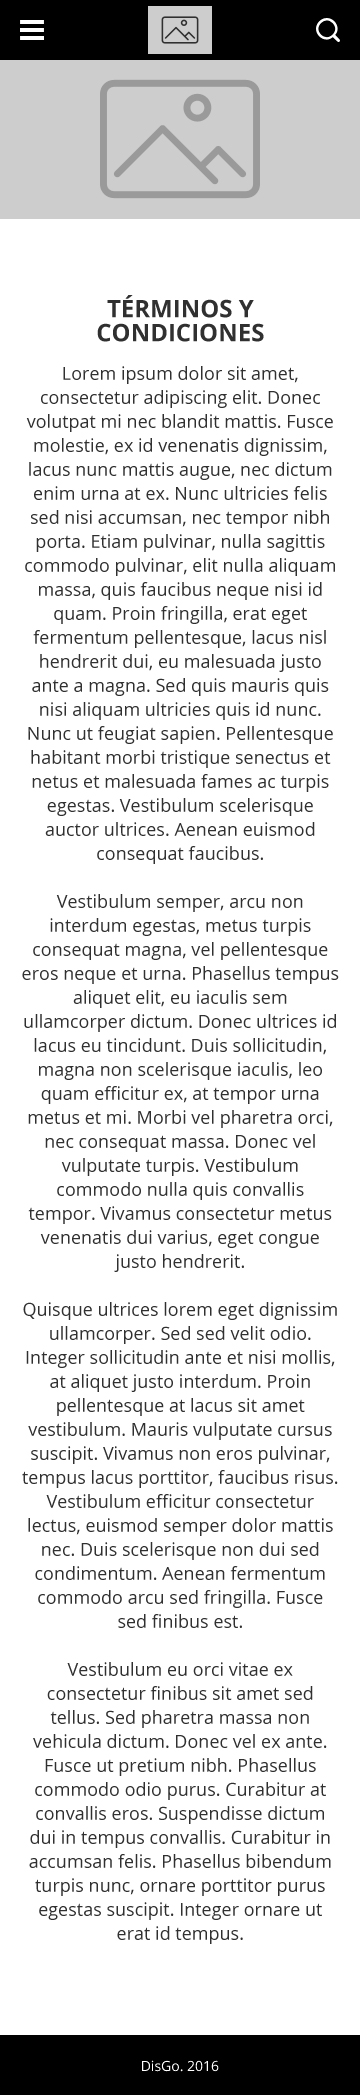 TÉRMINOS Y
CONDICIONES
Lorem ipsum dolor sit amet,
consectetur adipiscing elit. Donec
volutpat mi nec blandit mattis. Fusce
molestie, ex id venenatis dignissim,
lacus nunc mattis augue, nec dictum
enim urna at ex. Nunc ultricies felis
sed nisi accumsan, nec tempor nibh
porta. Etiam pulvinar, nulla sagittis
commodo pulvinar, elit nulla aliquam
massa, quis faucibus neque nisi id
quam. Proin fringilla, erat eget
fermentum pellentesque, lacus nisl
hendrerit dui, eu malesuada justo
ante a magna. Sed quis mauris quis
nisi aliquam ultricies quis id nunc.
Nunc ut feugiat sapien. Pellentesque
habitant morbi tristique senectus et
netus et malesuada fames ac turpis
egestas. Vestibulum scelerisque
auctor ultrices. Aenean euismod
consequat faucibus.
Vestibulum semper, arcu non
interdum egestas, metus turpis
consequat magna, vel pellentesque
eros neque et urna. Phasellus tempus
aliquet elit, eu iaculis sem
ullamcorper dictum. Donec ultrices id
lacus eu tincidunt. Duis sollicitudin,
magna non scelerisque iaculis, leo
quam efficitur ex, at tempor urna
metus et mi. Morbi vel pharetra orci,
nec consequat massa. Donec vel
vulputate turpis. Vestibulum
commodo nulla quis convallis
tempor. Vivamus consectetur metus
venenatis dui varius, eget congue
justo hendrerit.
Quisque ultrices lorem eget dignissim
ullamcorper. Sed sed velit odio.
Integer sollicitudin ante et nisi mollis,
at aliquet justo interdum. Proin
pellentesque at lacus sit amet
vestibulum. Mauris vulputate cursus
suscipit. Vivamus non eros pulvinar,
tempus lacus porttitor, faucibus risus.
Vestibulum efficitur consectetur
lectus, euismod semper dolor mattis
nec. Duis scelerisque non dui sed
condimentum. Aenean fermentum
commodo arcu sed fringilla. Fusce
sed finibus est.
Vestibulum eu orci vitae ex
consectetur finibus sit amet sed
tellus. Sed pharetra massa non
vehicula dictum. Donec vel ex ante.
Fusce ut pretium nibh. Phasellus
commodo odio purus. Curabitur at
convallis eros. Suspendisse dictum
dui in tempus convallis. Curabitur in
accumsan felis. Phasellus bibendum
turpis nunc, ornare porttitor purus
egestas suscipit. Integer ornare ut
erat id tempus.
DisGo. 2016